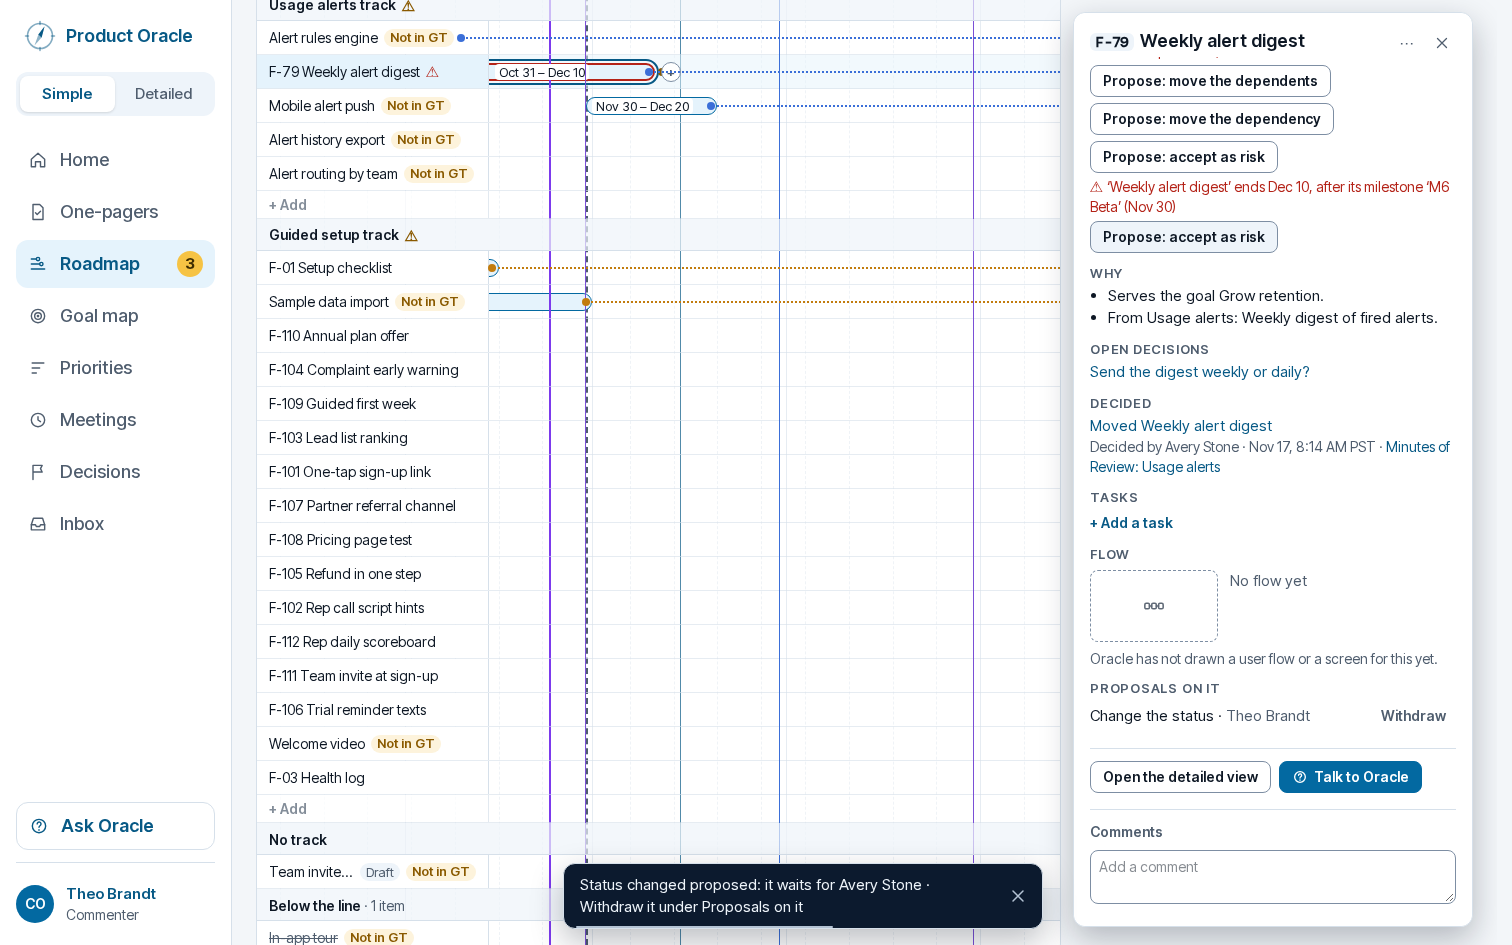 Product Oracle
Simple
Detailed
Home
One-pagers
Roadmap
3
Goal map
Priorities
Meetings
Decisions
Inbox
Ask Oracle
CO
Theo Brandt
Commenter
Usage alerts track
Alert rules engine
Not in GT
F-79 Weekly alert digest
Oct 31 – Dec 10
Mobile alert push
Not in GT
Nov 30 – Dec 20
Alert history export
Not in GT
Alert routing by team
Not in GT
+ Add
Guided setup track
F-01 Setup checklist
Sample data import
Not in GT
F-110 Annual plan offer
F-104 Complaint early warning
F-109 Guided first week
F-103 Lead list ranking
F-101 One-tap sign-up link
F-107 Partner referral channel
F-108 Pricing page test
F-105 Refund in one step
F-102 Rep call script hints
F-112 Rep daily scoreboard
F-111 Team invite at sign-up
F-106 Trial reminder texts
Welcome video
Not in GT
F-03 Health log
+ Add
No track
Team invite…
Draft
Not in GT
Below the line · 1 item
In-app tour
Not in GT
Status changed proposed: it waits for Avery Stone ·
Withdraw it under Proposals on it
F-79
Weekly alert digest
Propose: move the dependents
Propose: move the dependency
Propose: accept as risk
⚠ ‘Weekly alert digest’ ends Dec 10, after its milestone ‘M6
Beta’ (Nov 30)
Propose: accept as risk
WHY
• Serves the goal Grow retention.
• From Usage alerts: Weekly digest of fired alerts.
OPEN DECISIONS
Send the digest weekly or daily?
DECIDED
Moved Weekly alert digest
Decided by Avery Stone · Nov 17, 8:14 AM PST · Minutes of
Review: Usage alerts
TASKS
+ Add a task
FLOW
No flow yet
Oracle has not drawn a user flow or a screen for this yet.
PROPOSALS ON IT
Change the status · Theo Brandt
Withdraw
Open the detailed view
Talk to Oracle
Comments
Add a comment